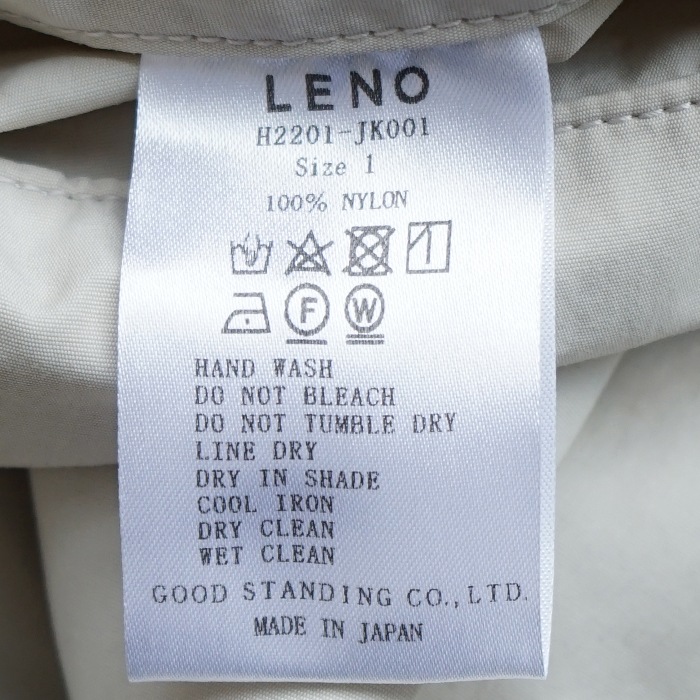 LENO
H2201-JK001
Size 1
100% NYLON
F W
HAND WASH
DO NOT BLEACH
DO NOT TUMBLE DRY
LINE DRY
DRY IN SHADE
COOL IRON
DRY CLEAN
WET CLEAN
GOOD STANDING CO.,LTD.
MADE IN JAPAN